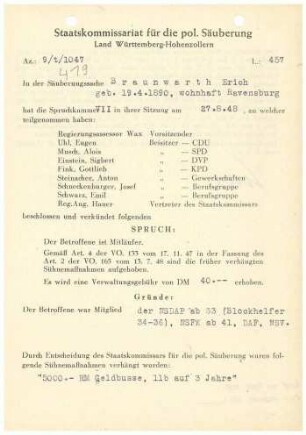 Staatskommissariat für die pol. Säuberung
Land Württemberg-Hohenzollern
Az.: 9/t/1047 L.: 457
419
In der Säuberungssache Braunwarth Erich
geb. 19.4.1890, wohnhaft Ravensburg
hat die Spruchkammer VII in ihrer Sitzung am 27.8.48, an welcher
teilgenommen haben:
Regierungsassessor Wax Vorsitzender
Uhl, Eugen Beisitzer — CDU
Musch, Alois „ — SPD
Einstein, Sigbert „ — DVP
Fink, Gottlieb „ — KPD
Steinacher, Anton „ — Gewerkschaften
Schneckenburger, Josef „ — Berufsgruppe
Schwarz, Emil „ — Berufsgruppe
Reg.Ang. Hauer Vertreter des Staatskommissars
beschlossen und verkündet folgenden
SPRUCH:
Der Betroffene ist Mitläufer.
Gemäß Art. 4 der VO. 133 vom 17. 11. 47 in der Fassung des
Art. 2 der VO. 165 vom 13. 7. 48 sind die früher verhängten
Sühnemaßnahmen aufgehoben.
Es wird eine Verwaltungsgebühr von DM 40.-- erhoben.
Gründe:
Der Betroffene war Mitglied der NSDAP ab 33 (Blockhelfer
34-36), NSFK ab 41, DAF, NSV.
Durch Entscheidung des Staatskommissars für die pol. Säuberung waren fol-
gende Sühnemaßnahmen verhängt worden:
"5000.- RM Geldbusse, 11b auf 3 Jahre"